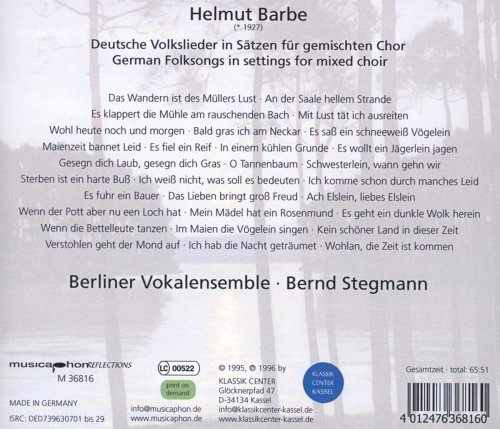 Helmut Barbe
(* 1927)
Deutsche Volkslieder in Sätzen für gemischten Chor
German Folksongs in settings for mixed choir
Das Wandern ist des Müllers Lust · An der Saale hellem Strande
Es klappert die Mühle am rauschenden Bach · Mit Lust tät ich ausreiten
Wohl heute noch und morgen · Bald gras ich am Neckar · Es saß ein schneeweiß Vögelein
Maienzeit bannet Leid · Es fiel ein Reif · In einem kühlen Grunde · Es wollt ein Jägerlein jagen
Gesegn dich Laub, gesegn dich Gras · O Tannenbaum · Schwesterlein, wann gehn wir
Sterben ist ein harte Buß · Ich weiß nicht, was soll es bedeuten · Ich komme schon durch manches Leid
Es fuhr ein Bauer · Das Lieben bringt groß Freud · Ach Elslein, liebes Elslein
Wenn der Pott aber nu een Loch hat · Mein Mädel hat ein Rosenmund · Es geht ein dunkle Wolk herein
Wenn die Bettelleute tanzen · Im Maien die Vögelein singen · Kein schöner Land in dieser Zeit
Verstohlen geht der Mond auf · Ich hab die Nacht geträumet · Wohlan, die Zeit ist kommen
Berliner Vokalensemble · Bernd Stegmann
musicaphon REFLECTIONS
M 36816
MADE IN GERMANY
ISRC: DED739630701 bis 29
LC 00522
print on
demand
info@musicaphon.de
www.musicaphon.de
© 1995, ℗ 1996 by
KLASSIK CENTER
Glöcknerpfad 47
D-34134 Kassel
info@klassikcenter-kassel.de
www.klassikcenter-kassel.de
KLASSIK
CENTER
KASSEL
Gesamtzeit · total: 65:51
4 012476 368160